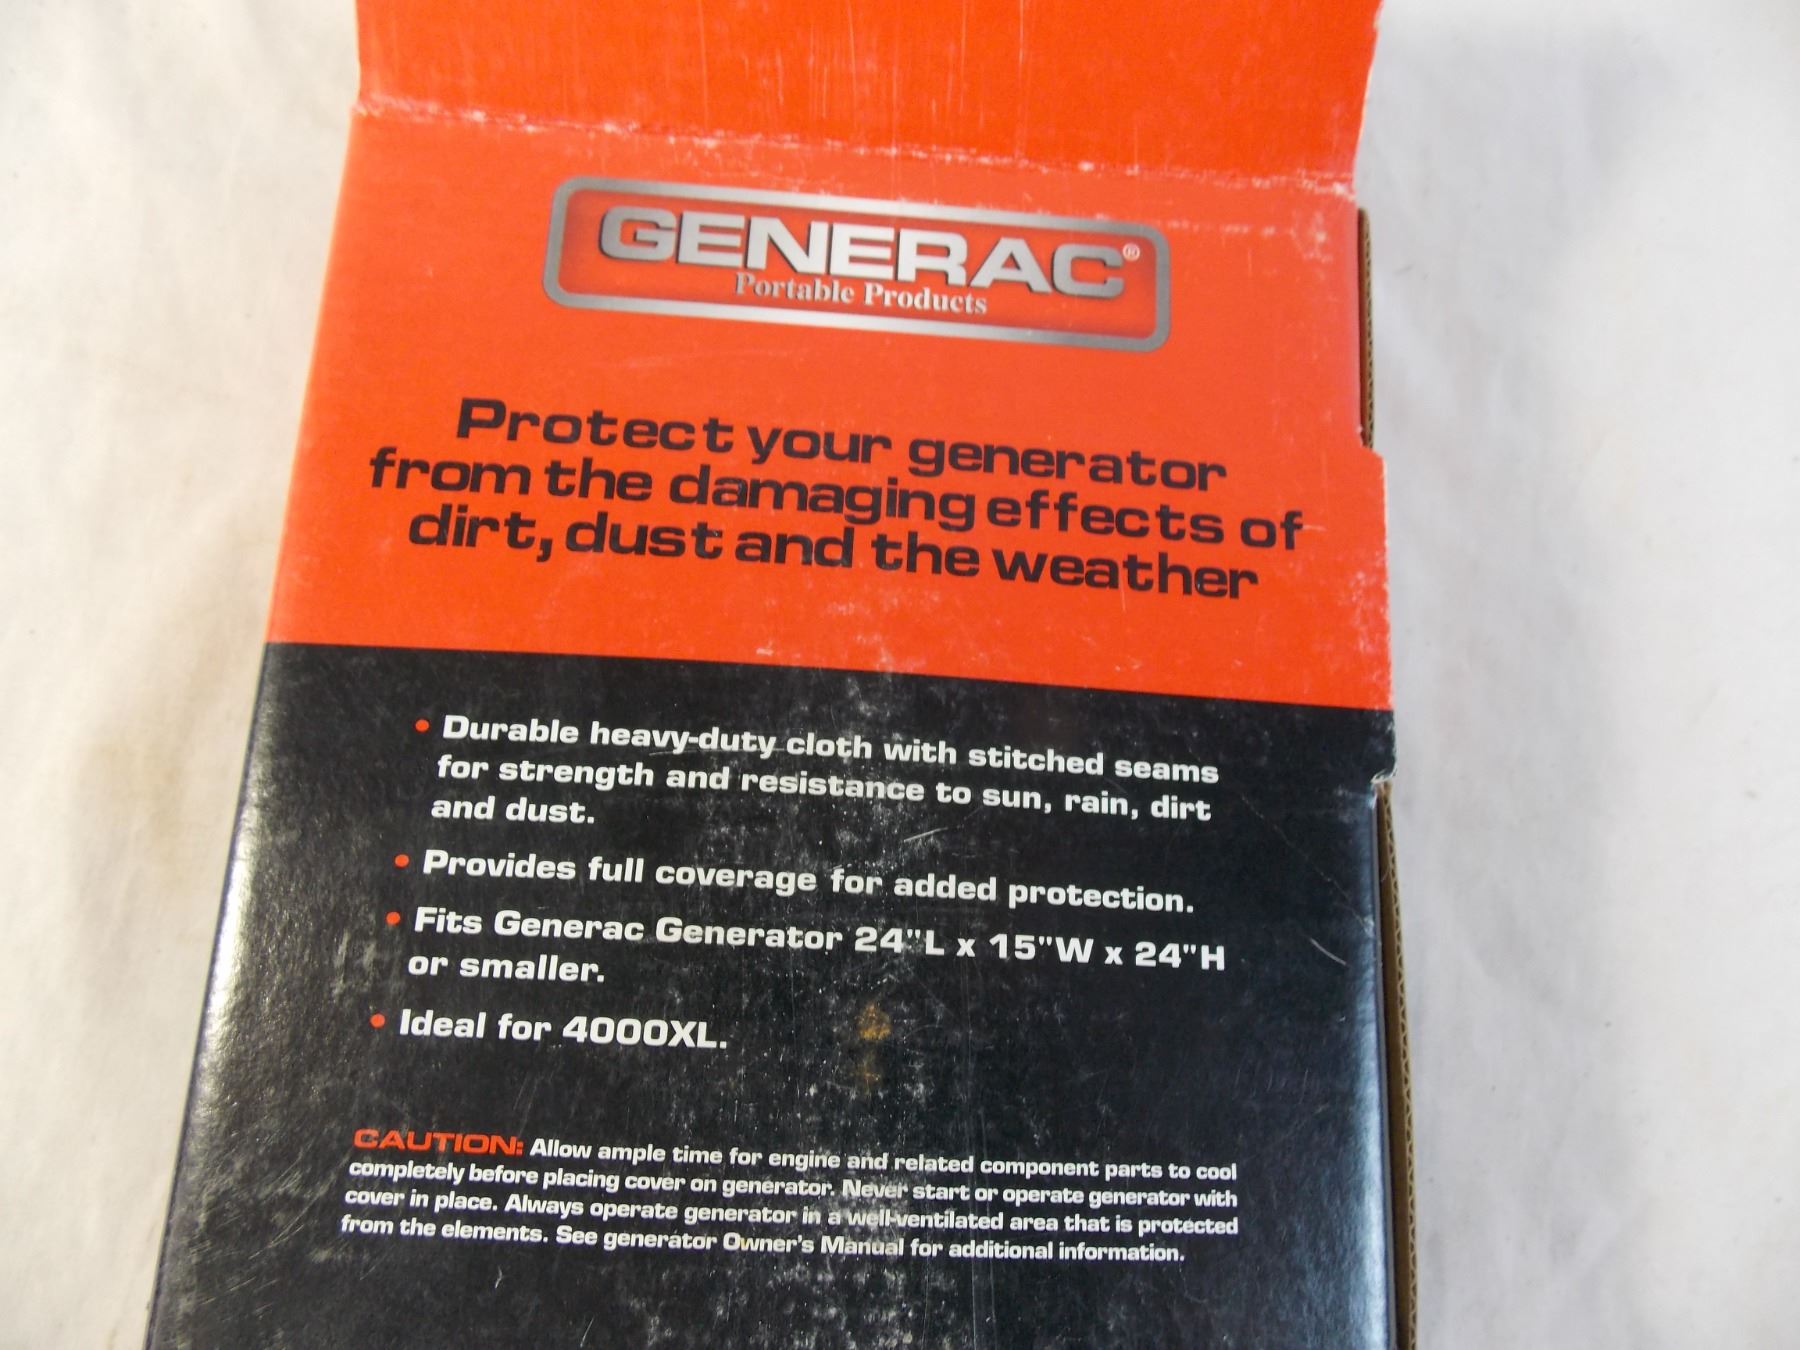 GENERAC®
Portable Products
Protect your generator
from the damaging effects of
dirt, dust and the weather
• Durable heavy-duty cloth with stitched seams
for strength and resistance to sun, rain, dirt
and dust.
• Provides full coverage for added protection.
• Fits Generac Generator 24"L x 15"W x 24"H
or smaller.
• Ideal for 4000XL.
CAUTION: Allow ample time for engine and related component parts to cool
completely before placing cover on generator. Never start or operate generator with
cover in place. Always operate generator in a well-ventilated area that is protected
from the elements. See generator Owner's Manual for additional information.